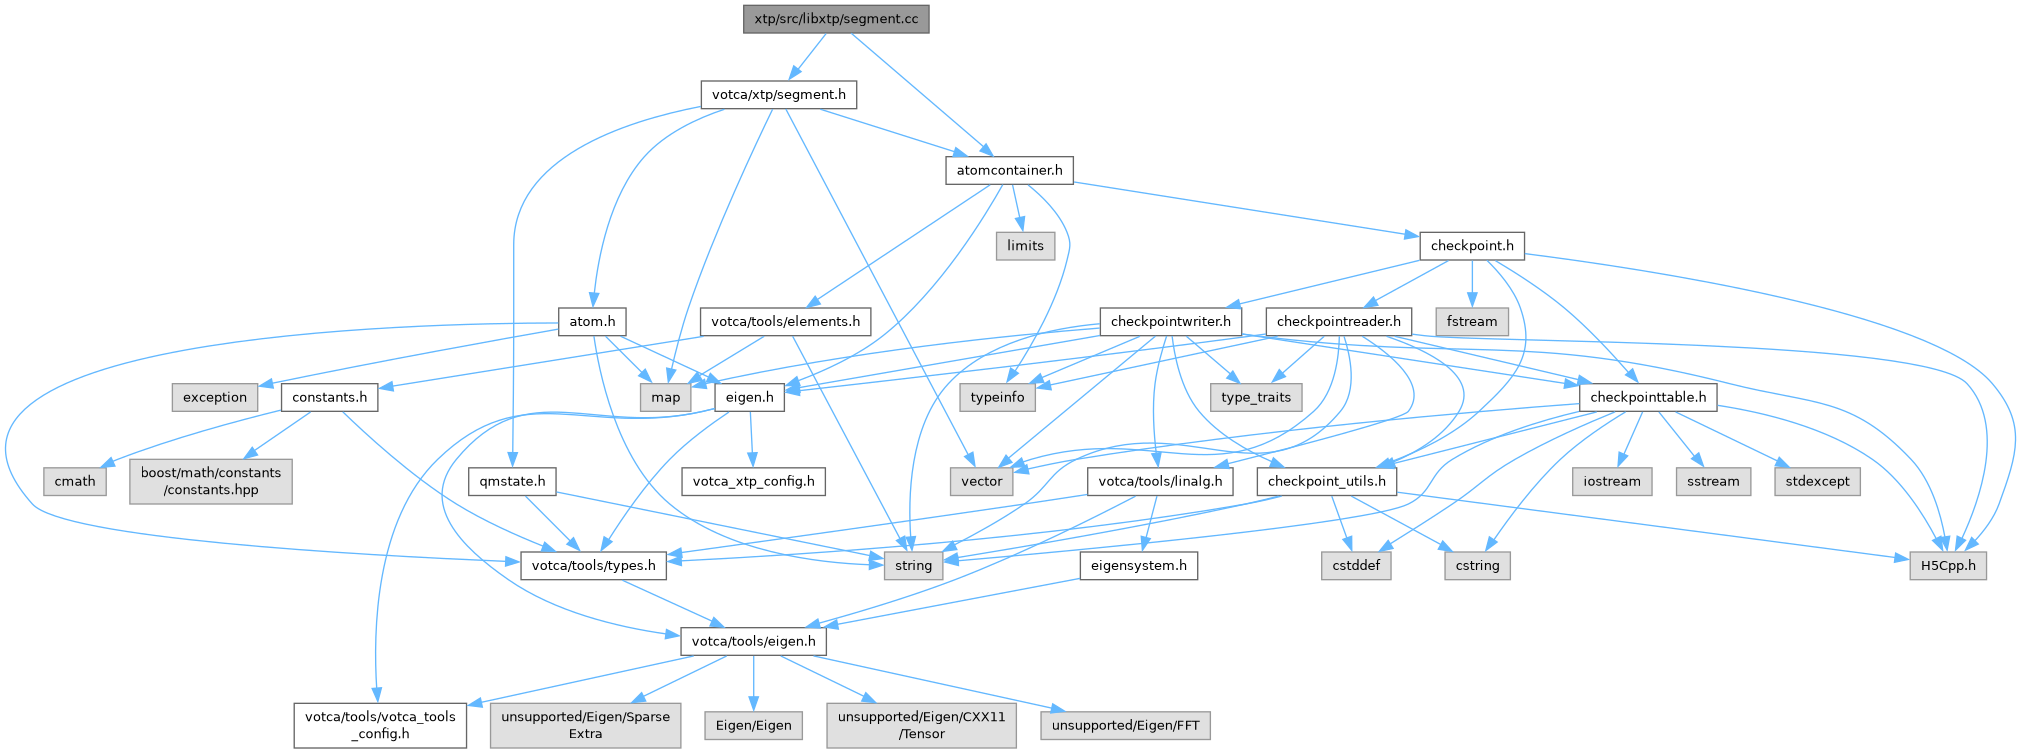 xtp/src/libxtp/segment.cc
votca/xtp/segment.h
atomcontainer.h
limits
checkpoint.h
atom.h
votca/tools/elements.h
checkpointwriter.h
checkpointreader.h
fstream
exception
constants.h
map
eigen.h
typeinfo
type_traits
checkpointtable.h
cmath
boost/math/constants
/constants.hpp
qmstate.h
votca_xtp_config.h
vector
votca/tools/linalg.h
checkpoint_utils.h
iostream
sstream
stdexcept
votca/tools/types.h
string
eigensystem.h
cstddef
cstring
H5Cpp.h
votca/tools/eigen.h
votca/tools/votca_tools
_config.h
unsupported/Eigen/Sparse
Extra
Eigen/Eigen
unsupported/Eigen/CXX11
/Tensor
unsupported/Eigen/FFT